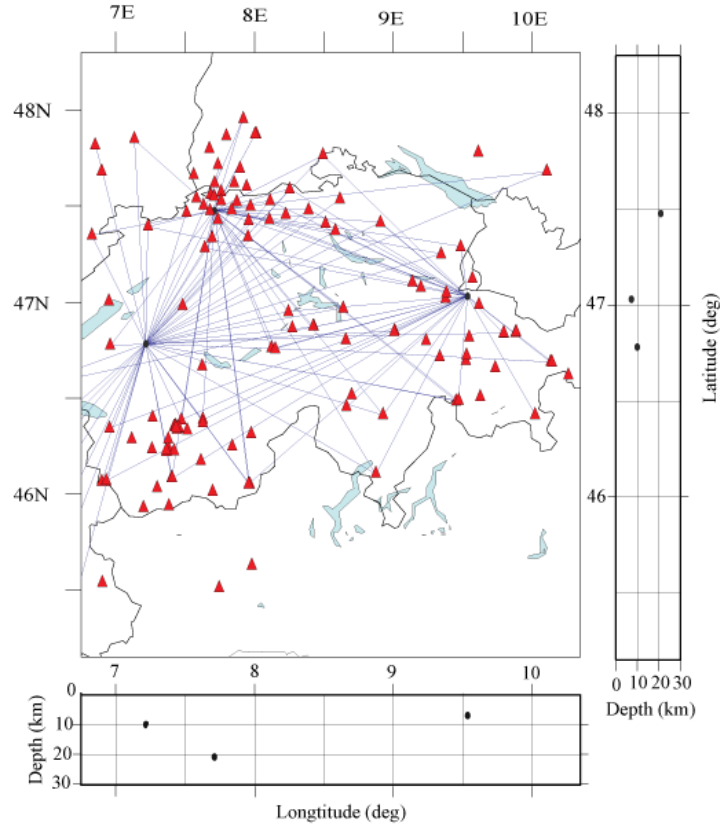 7E 8E 9E 10E
48N
47N
46N
48
47
46
Latitude (deg)
0 10 20 30
Depth (km)
7 8 9 10
0
10
20
30
Depth (km)
Longtitude (deg)